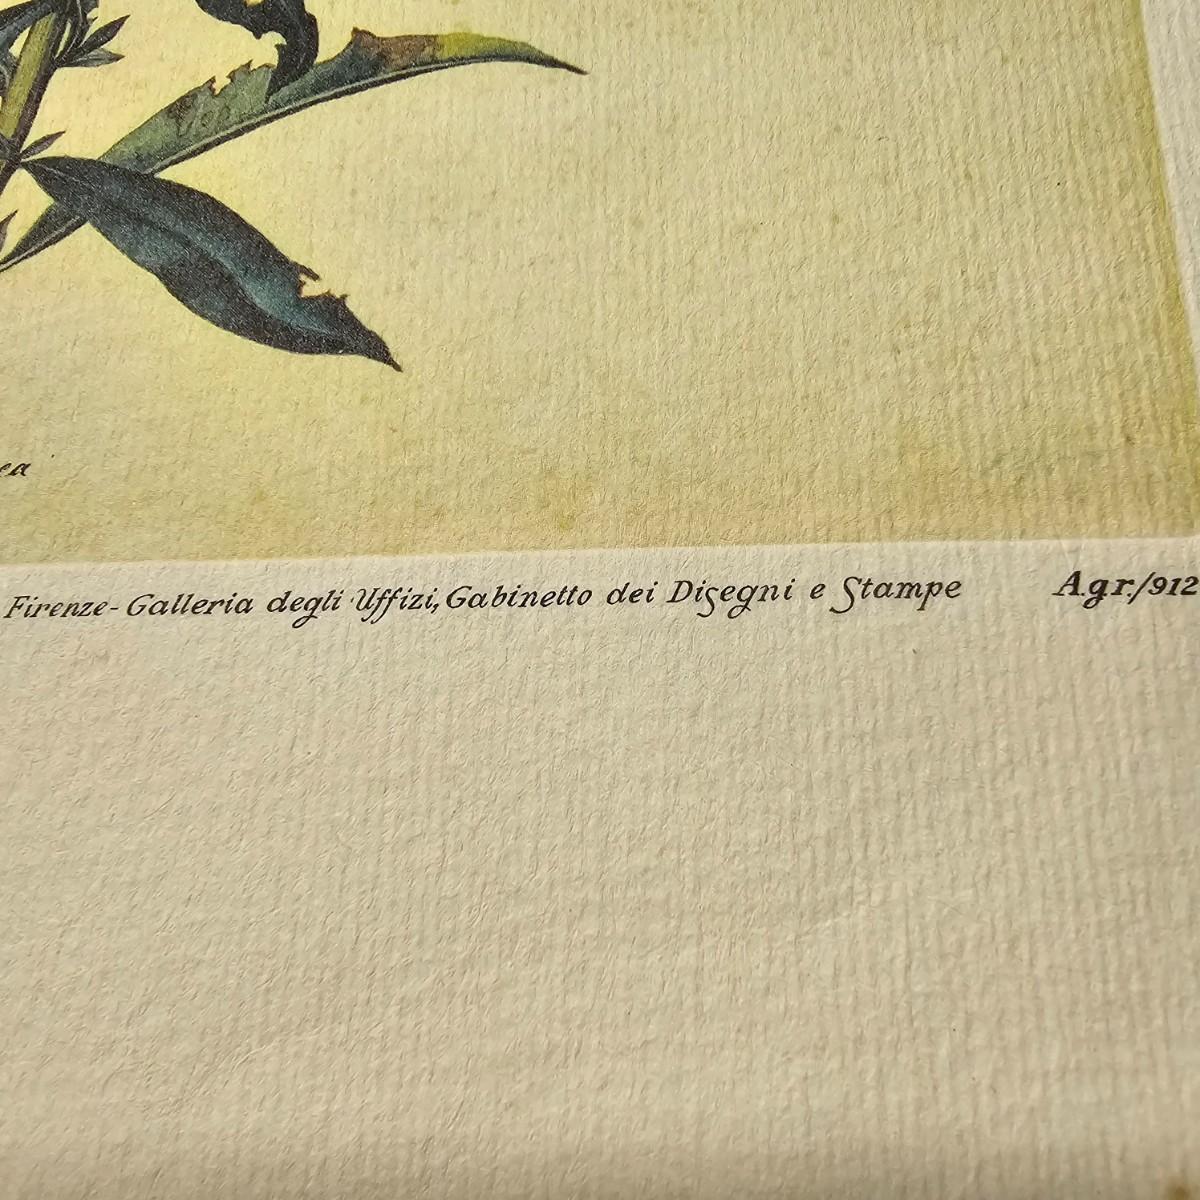 Firenze - Galleria degli Uffizi, Gabinetto dei Disegni e Stampe A.gr./912